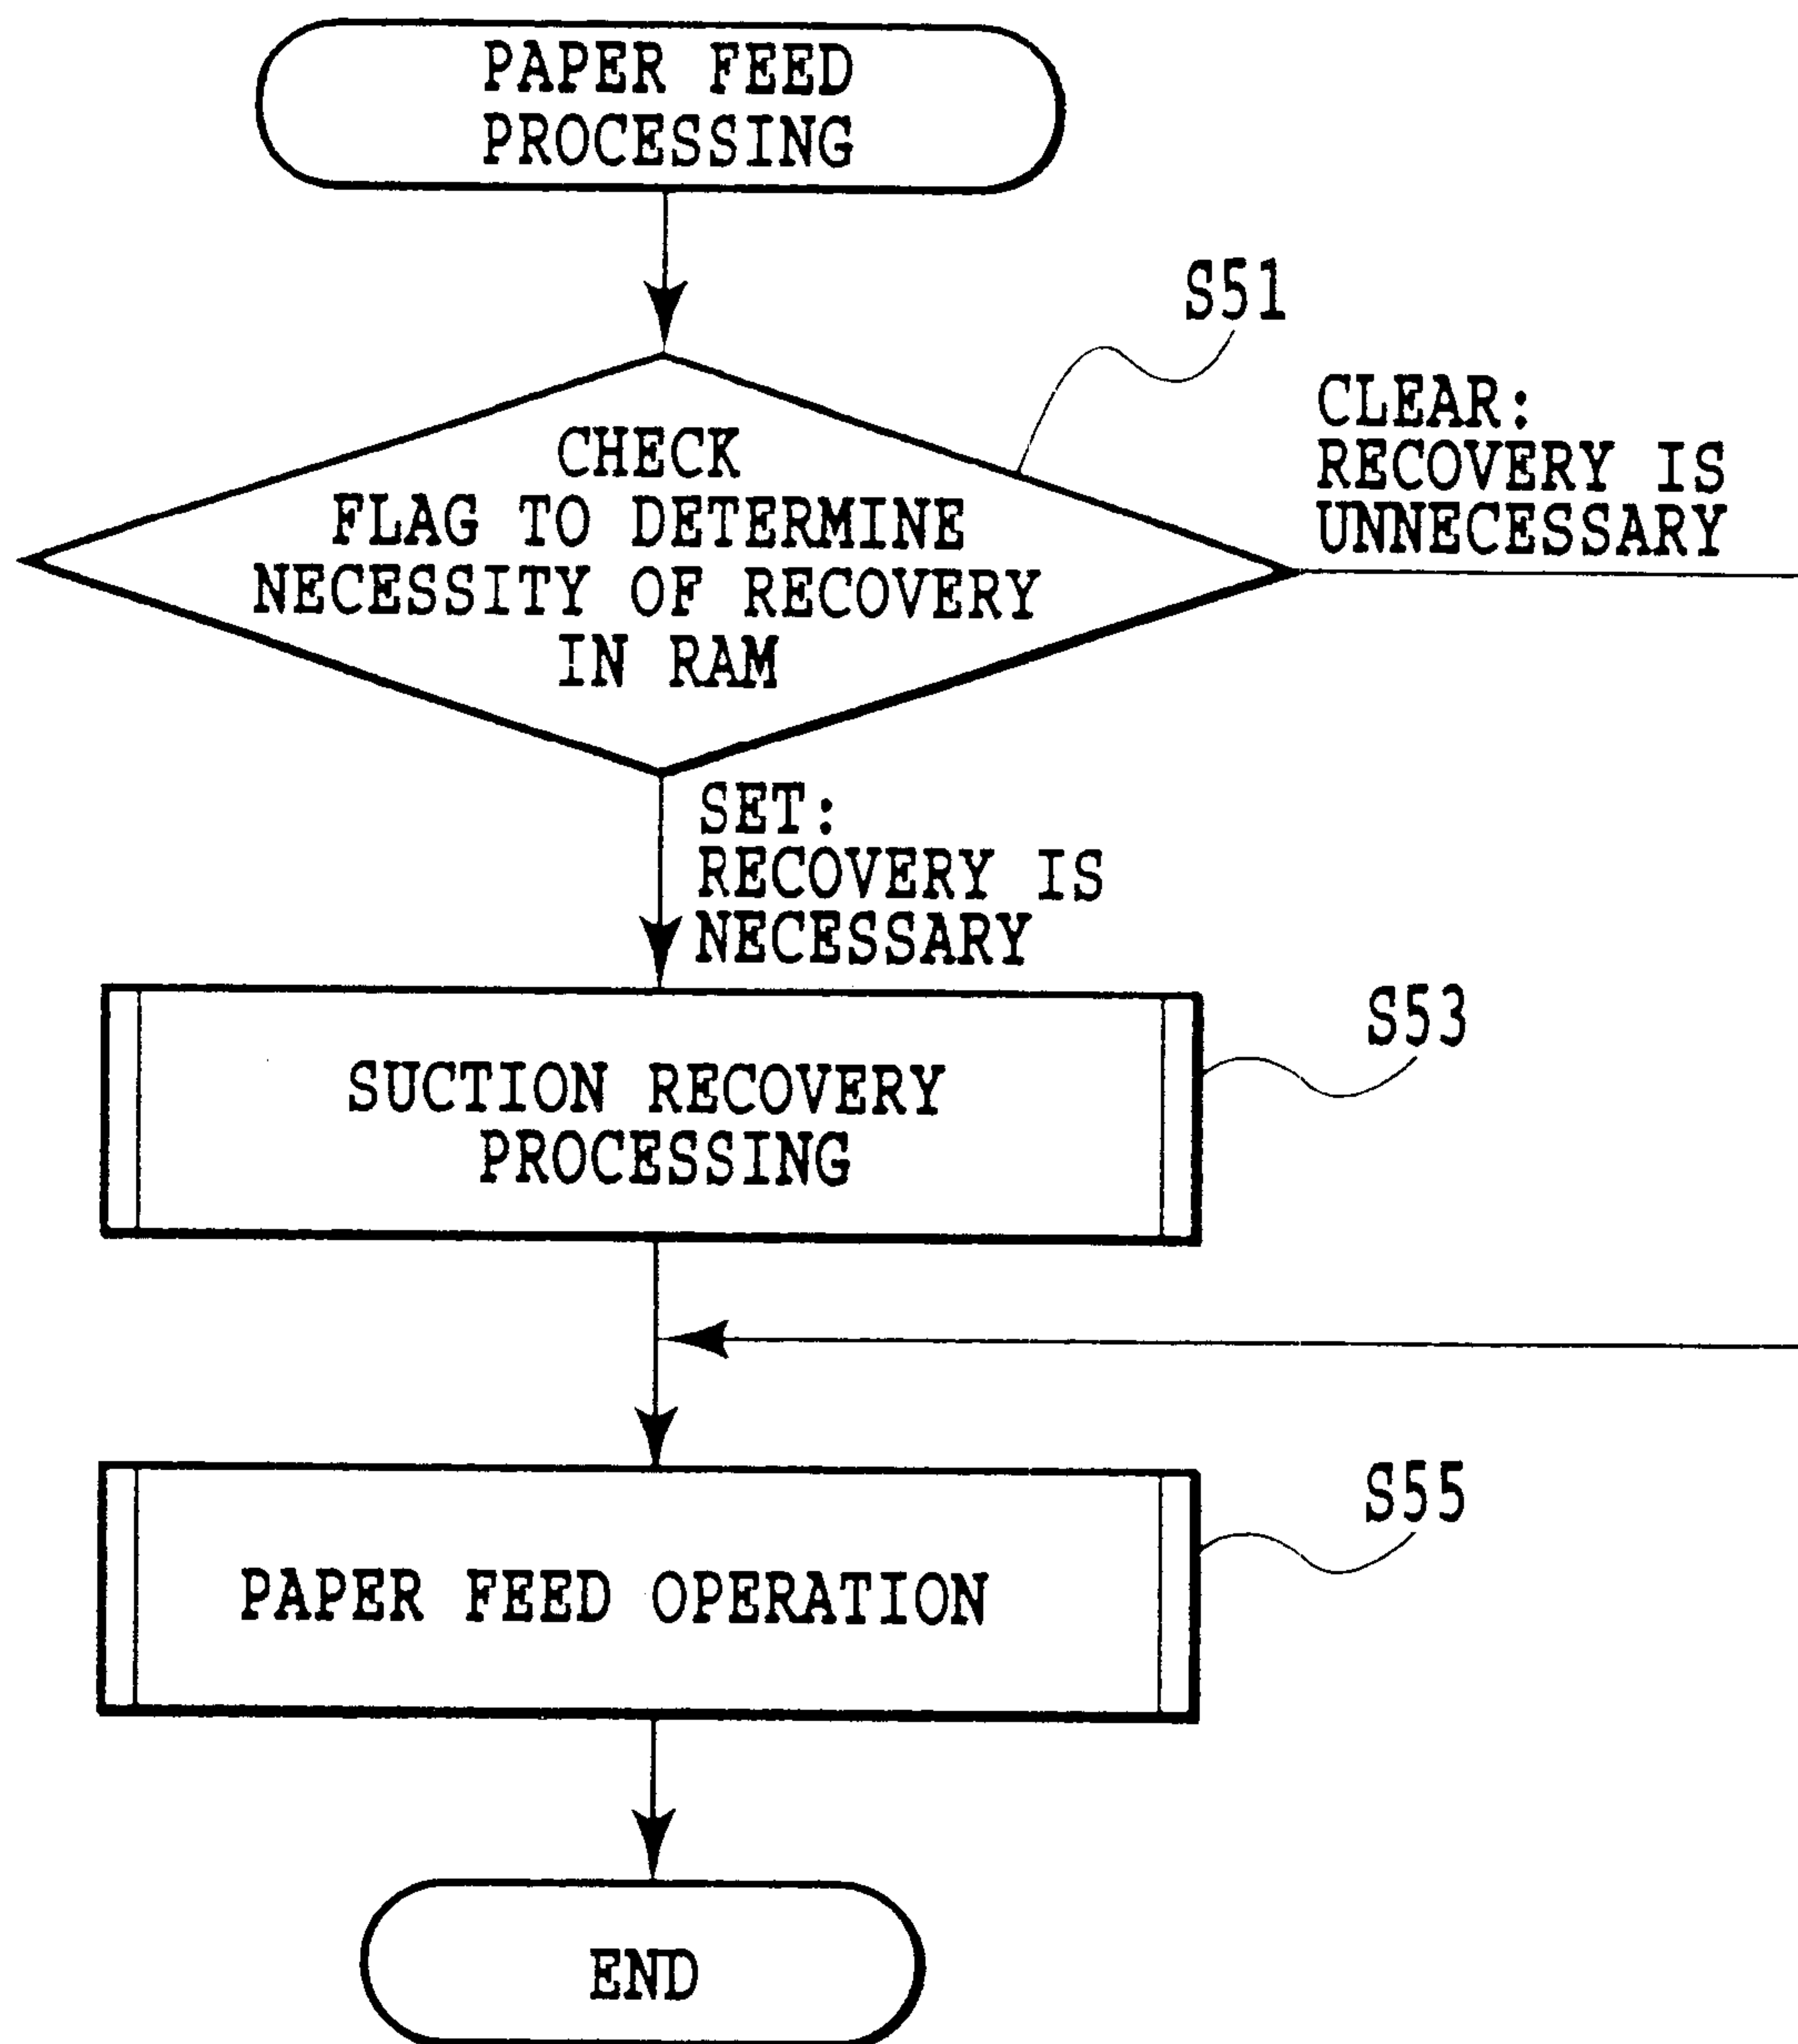 PAPER FEED
PROCESSING
S51
CHECK
FLAG TO DETERMINE
NECESSITY OF RECOVERY
IN RAM
CLEAR:
RECOVERY IS
UNNECESSARY
SET:
RECOVERY IS
NECESSARY
S53
SUCTION RECOVERY
PROCESSING
S55
PAPER FEED OPERATION
END